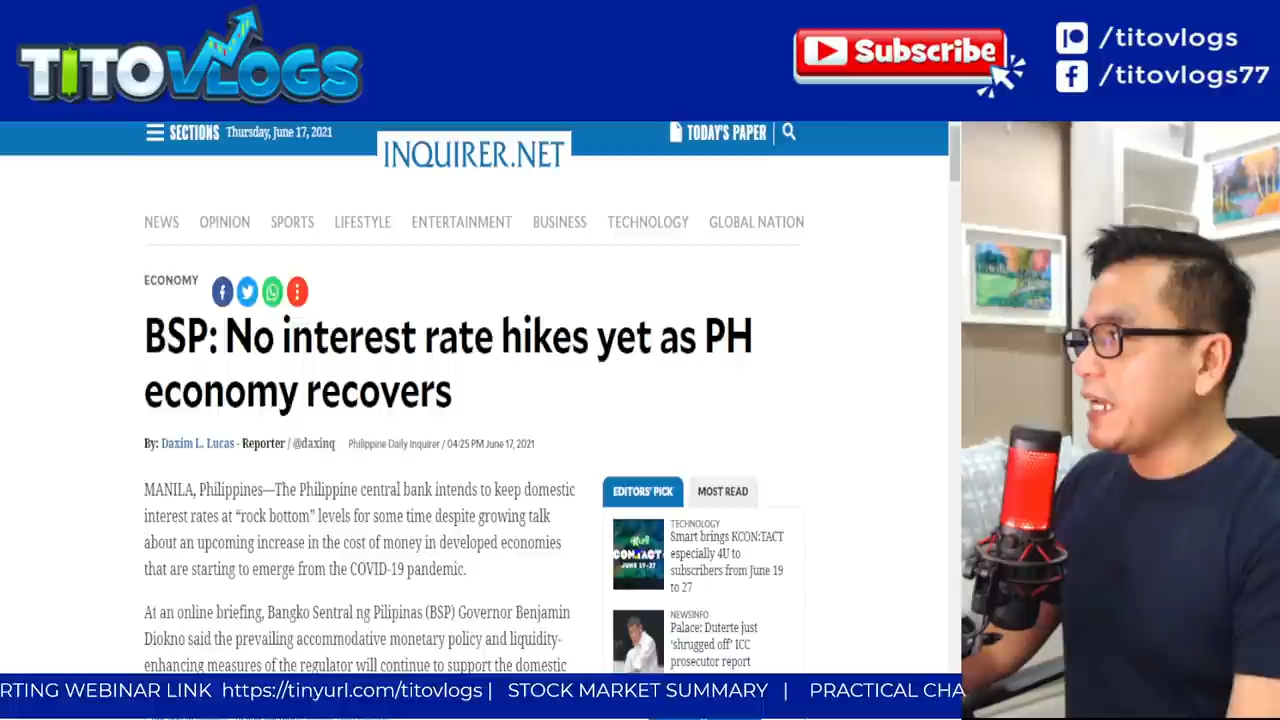 TITOVLOGS
Subscribe
/titovlogs
/titovlogs77
SECTIONS Thursday, June 17, 2021
INQUIRER.NET
TODAY'S PAPER
NEWS OPINION SPORTS LIFESTYLE ENTERTAINMENT BUSINESS TECHNOLOGY GLOBAL NATION
ECONOMY
BSP: No interest rate hikes yet as PH
economy recovers
By: Daxim L. Lucas - Reporter / @daxinq Philippine Daily Inquirer / 04:25 PM June 17, 2021
MANILA, Philippines—The Philippine central bank intends to keep domestic
interest rates at “rock bottom” levels for some time despite growing talk
about an upcoming increase in the cost of money in developed economies
that are starting to emerge from the COVID-19 pandemic.
At an online briefing, Bangko Sentral ng Pilipinas (BSP) Governor Benjamin
Diokno said the prevailing accommodative monetary policy and liquidity-
enhancing measures of the regulator will continue to support the domestic
EDITORS' PICK MOST READ
TECHNOLOGY
Smart brings KCON:TACT
especially 4U to
subscribers from June 19
to 27
NEWSINFO
Palace: Duterte just
‘shrugged off’ ICC
prosecutor report
RTING WEBINAR LINK https://tinyurl.com/titovlogs | STOCK MARKET SUMMARY | PRACTICAL CHA